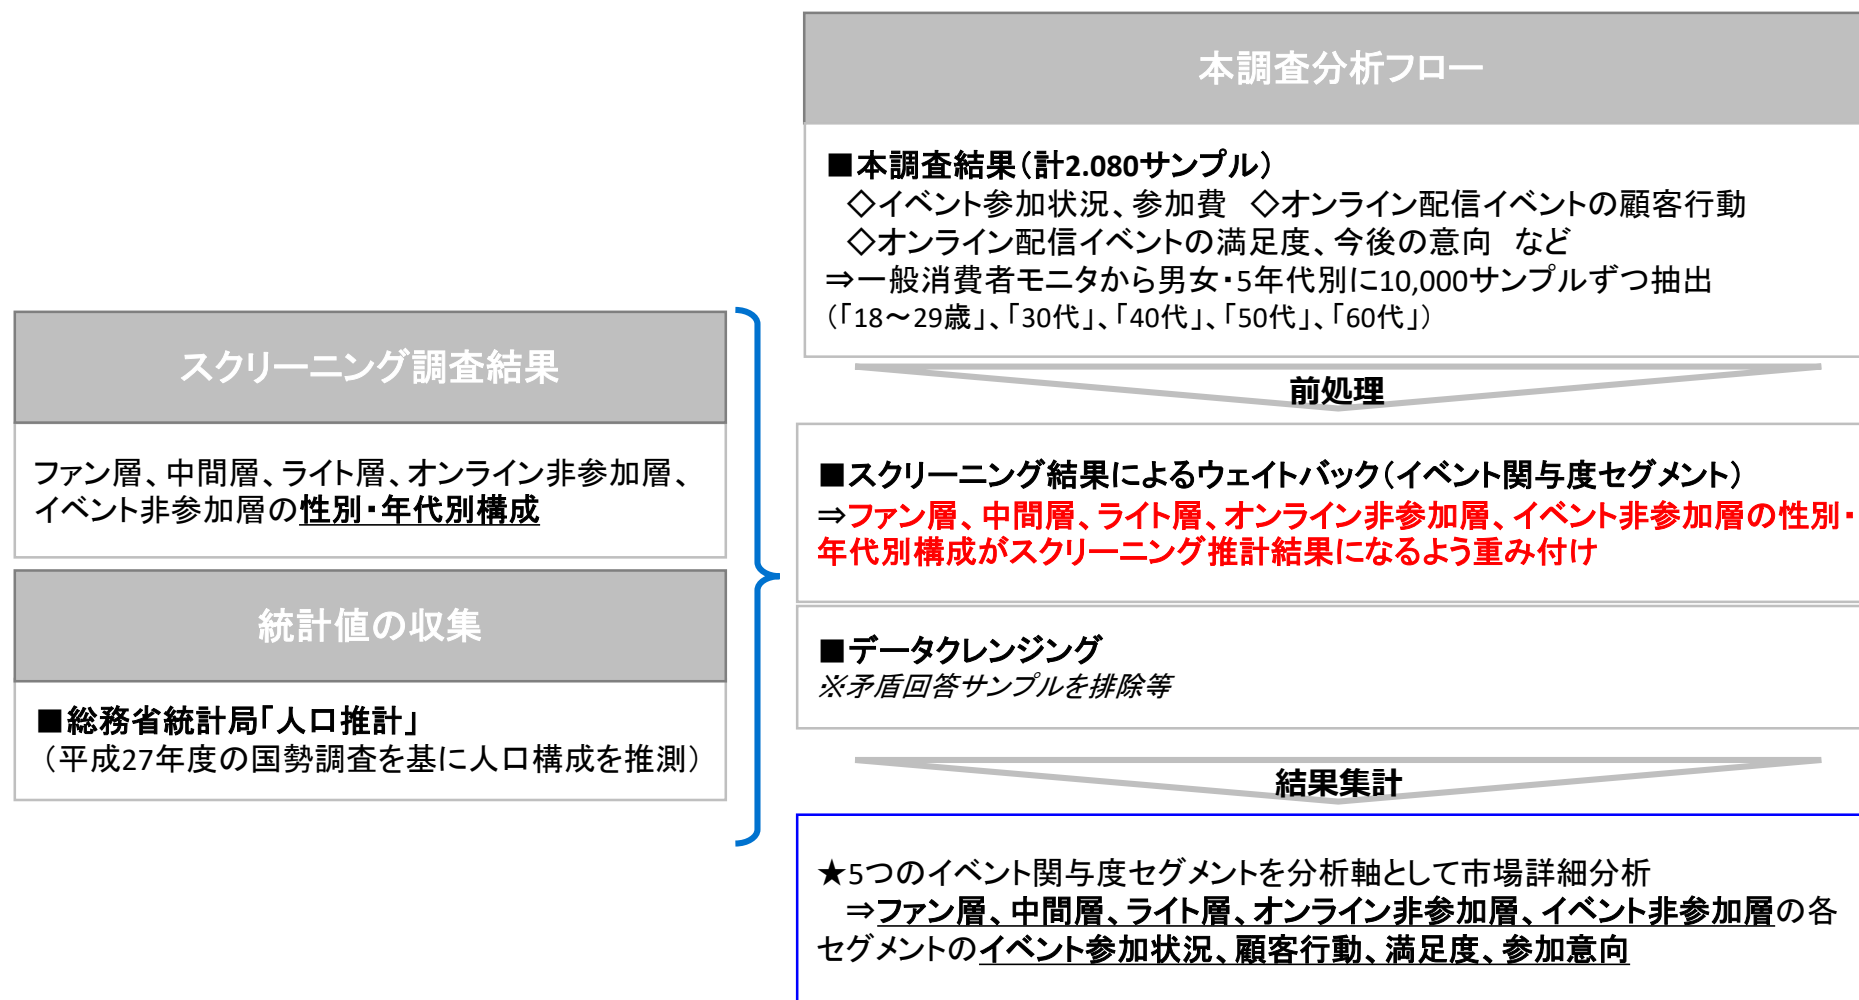 スクリーニング調査結果
ファン層、中間層、ライト層、オンライン非参加層、
イベント非参加層の性別・年代別構成
統計値の収集
■総務省統計局「人口推計」
（平成27年度の国勢調査を基に人口構成を推測）
本調査分析フロー
■本調査結果（計2.080サンプル）
◇イベント参加状況、参加費　◇オンライン配信イベントの顧客行動
◇オンライン配信イベントの満足度、今後の意向　など
⇒一般消費者モニタから男女・5年代別に10,000サンプルずつ抽出
（「18～29歳」、「30代」、「40代」、「50代」、「60代」）
前処理
■スクリーニング結果によるウェイトバック（イベント関与度セグメント）
⇒ファン層、中間層、ライト層、オンライン非参加層、イベント非参加層の性別・
年代別構成がスクリーニング推計結果になるよう重み付け
■データクレンジング
※矛盾回答サンプルを排除等
結果集計
★5つのイベント関与度セグメントを分析軸として市場詳細分析
⇒ファン層、中間層、ライト層、オンライン非参加層、イベント非参加層の各
セグメントのイベント参加状況、顧客行動、満足度、参加意向